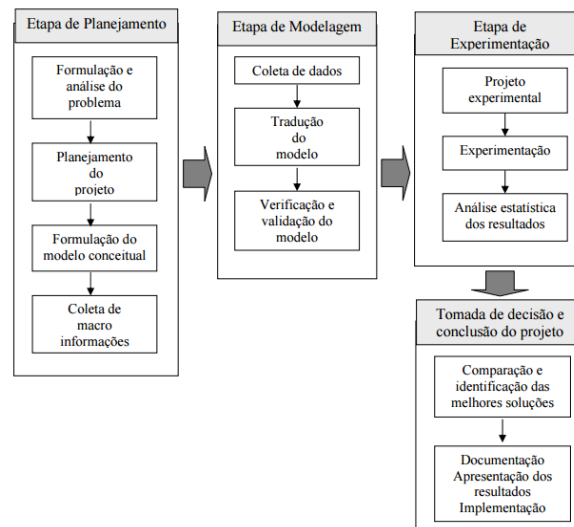 Etapa de Planejamento
Formulação e
análise do
problema
Planejamento
do
projeto
Formulação do
modelo conceitual
Coleta de
macro
informações
Etapa de Modelagem
Coleta de dados
Tradução
do
modelo
Verificação e
validação do
modelo
Etapa de
Experimentação
Projeto
experimental
Experimentação
Análise estatística
dos resultados
Tomada de decisão e
conclusão do projeto
Comparação e
identificação das
melhores soluções
Documentação
Apresentação dos
resultados
Implementação